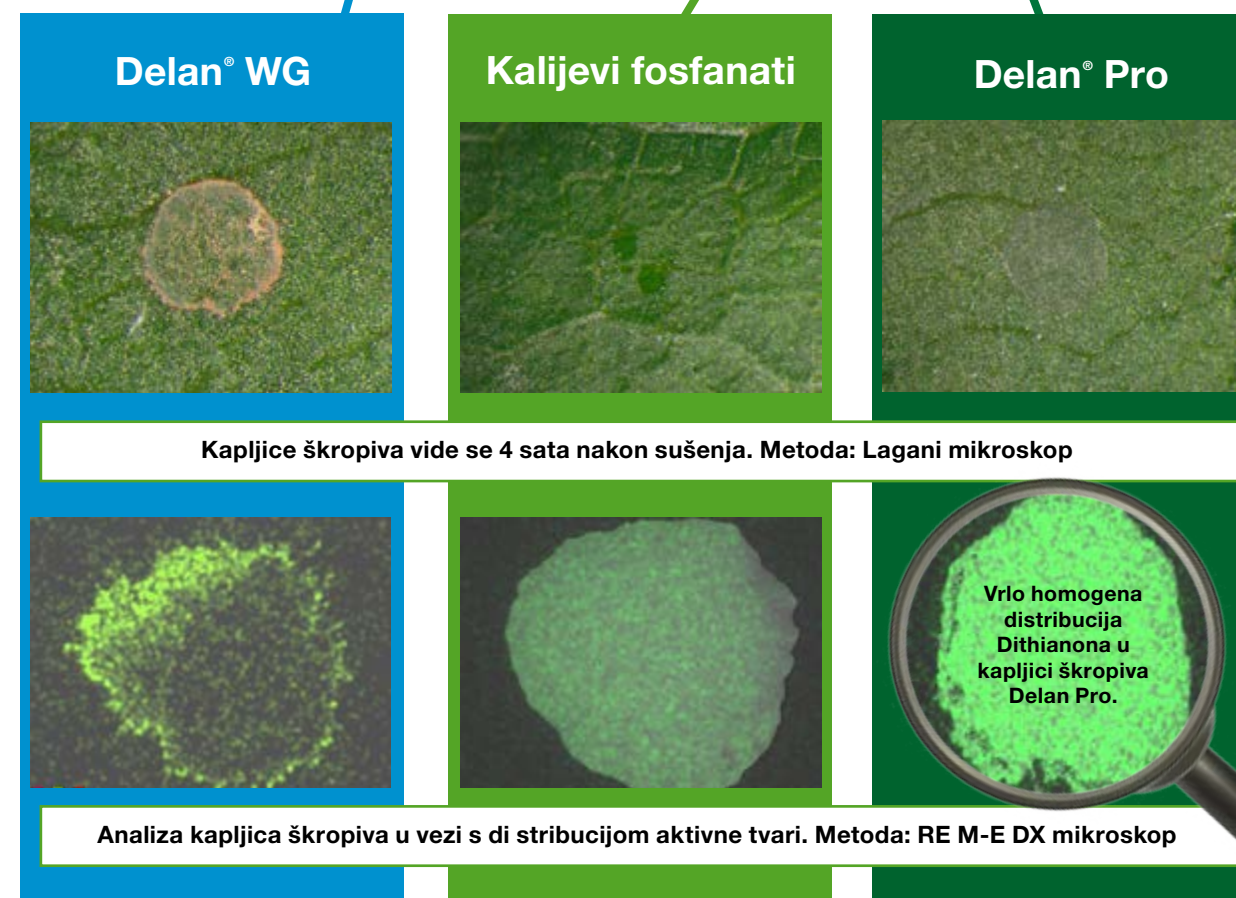 Delan® WG
Kalijevi fosfanati
Delan® Pro
Kapljice škropiva vide se 4 sata nakon sušenja. Metoda: Lagani mikroskop
Vrlo homogena
distribucija
Dithianona u
kapljici škropiva
Delan Pro.
Analiza kapljica škropiva u vezi s di stribucijom aktivne tvari. Metoda: RE M-E DX mikroskop